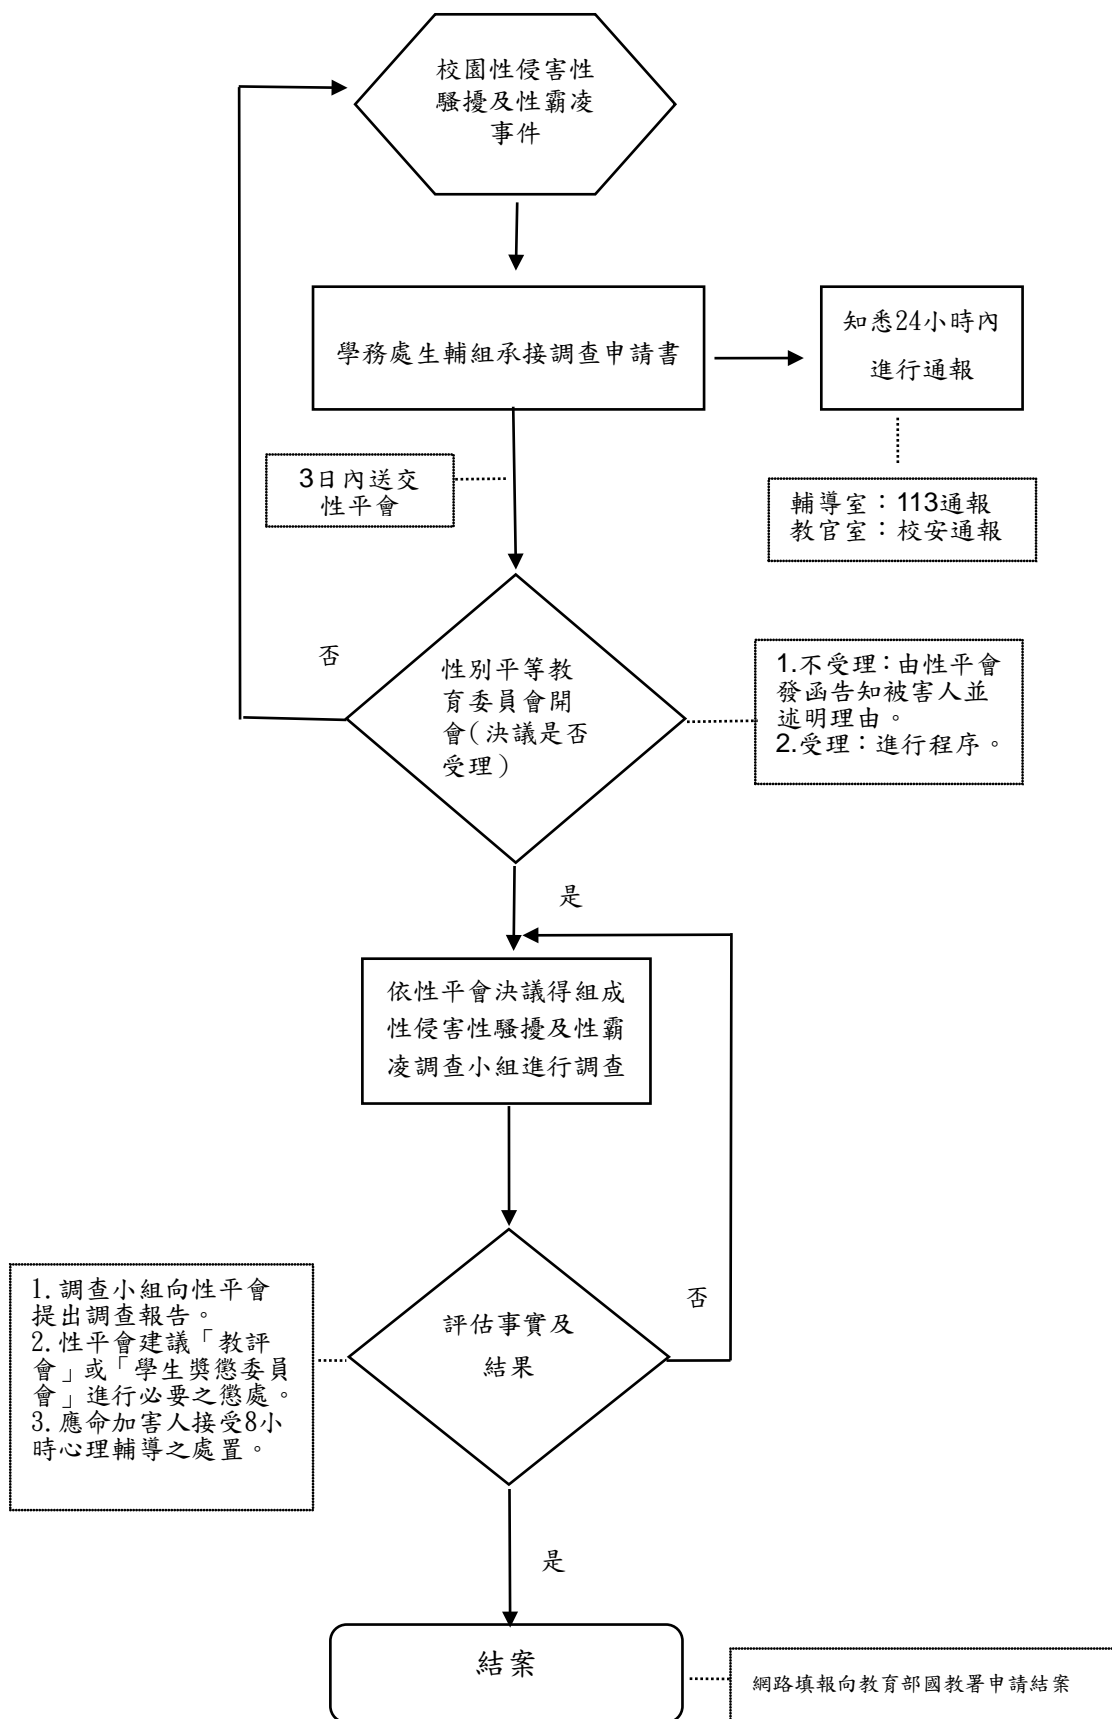 校園性侵害性
騷擾及性霸凌
事件
學務處生輔組承接調查申請書
知悉24小時內
進行通報
3日內送交
性平會
輔導室：113通報
教官室：校安通報
否
性別平等教
育委員會開
會(決議是否
受理)
1.不受理：由性平會
發函告知被害人並
述明理由。
2.受理：進行程序。
是
依性平會決議得組成
性侵害性騷擾及性霸
凌調查小組進行調查
1.調查小組向性平會
提出調查報告。
2.性平會建議「教評
會」或「學生獎懲委員
會」進行必要之懲處。
3.應命加害人接受8小
時心理輔導之處置。
評估事實及
結果
否
是
結案
網路填報向教育部國教署申請結案